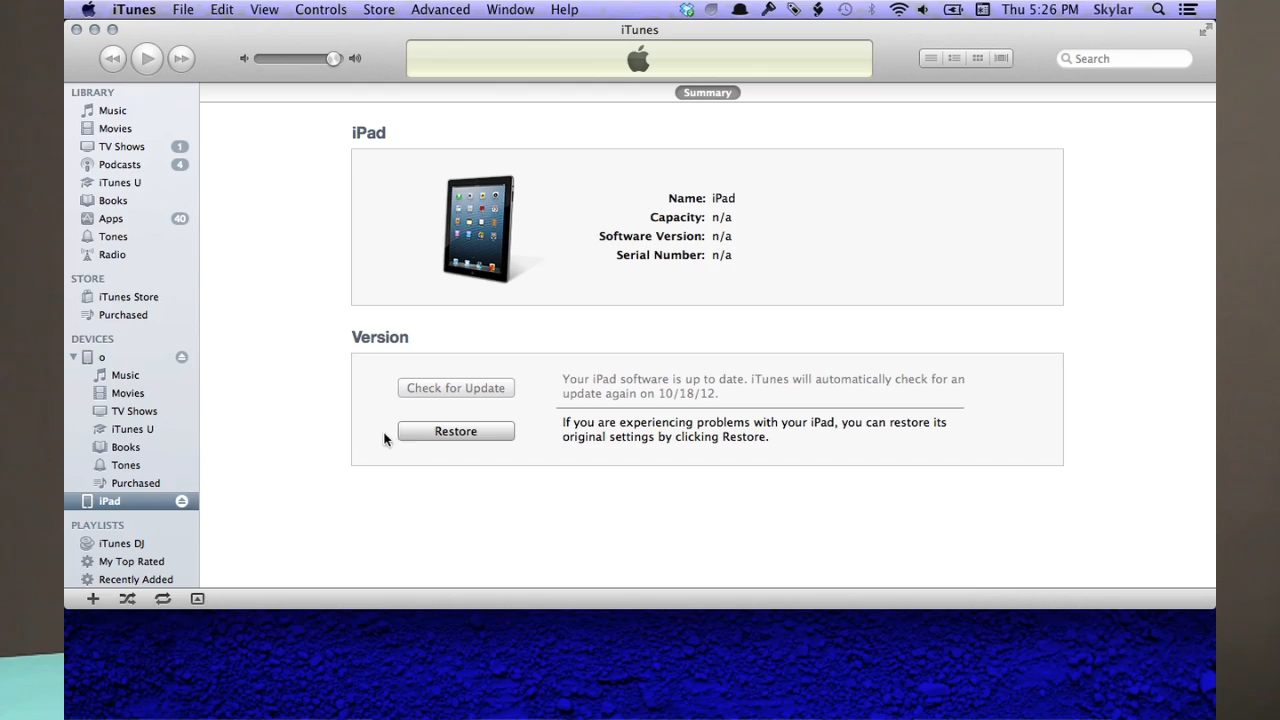 iTunes File Edit View Controls Store Advanced Window Help Thu 5:26 PM Skylar
iTunes
Search
LIBRARY
Music
Movies
TV Shows 1
Podcasts 4
iTunes U
Books
Apps 40
Tones
Radio
STORE
iTunes Store
Purchased
DEVICES
o
Music
Movies
TV Shows
iTunes U
Books
Tones
Purchased
iPad
PLAYLISTS
iTunes DJ
My Top Rated
Recently Added
Summary
iPad
Name: iPad
Capacity: n/a
Software Version: n/a
Serial Number: n/a
Version
Check for Update
Your iPad software is up to date. iTunes will automatically check for an
update again on 10/18/12.
Restore
If you are experiencing problems with your iPad, you can restore its
original settings by clicking Restore.